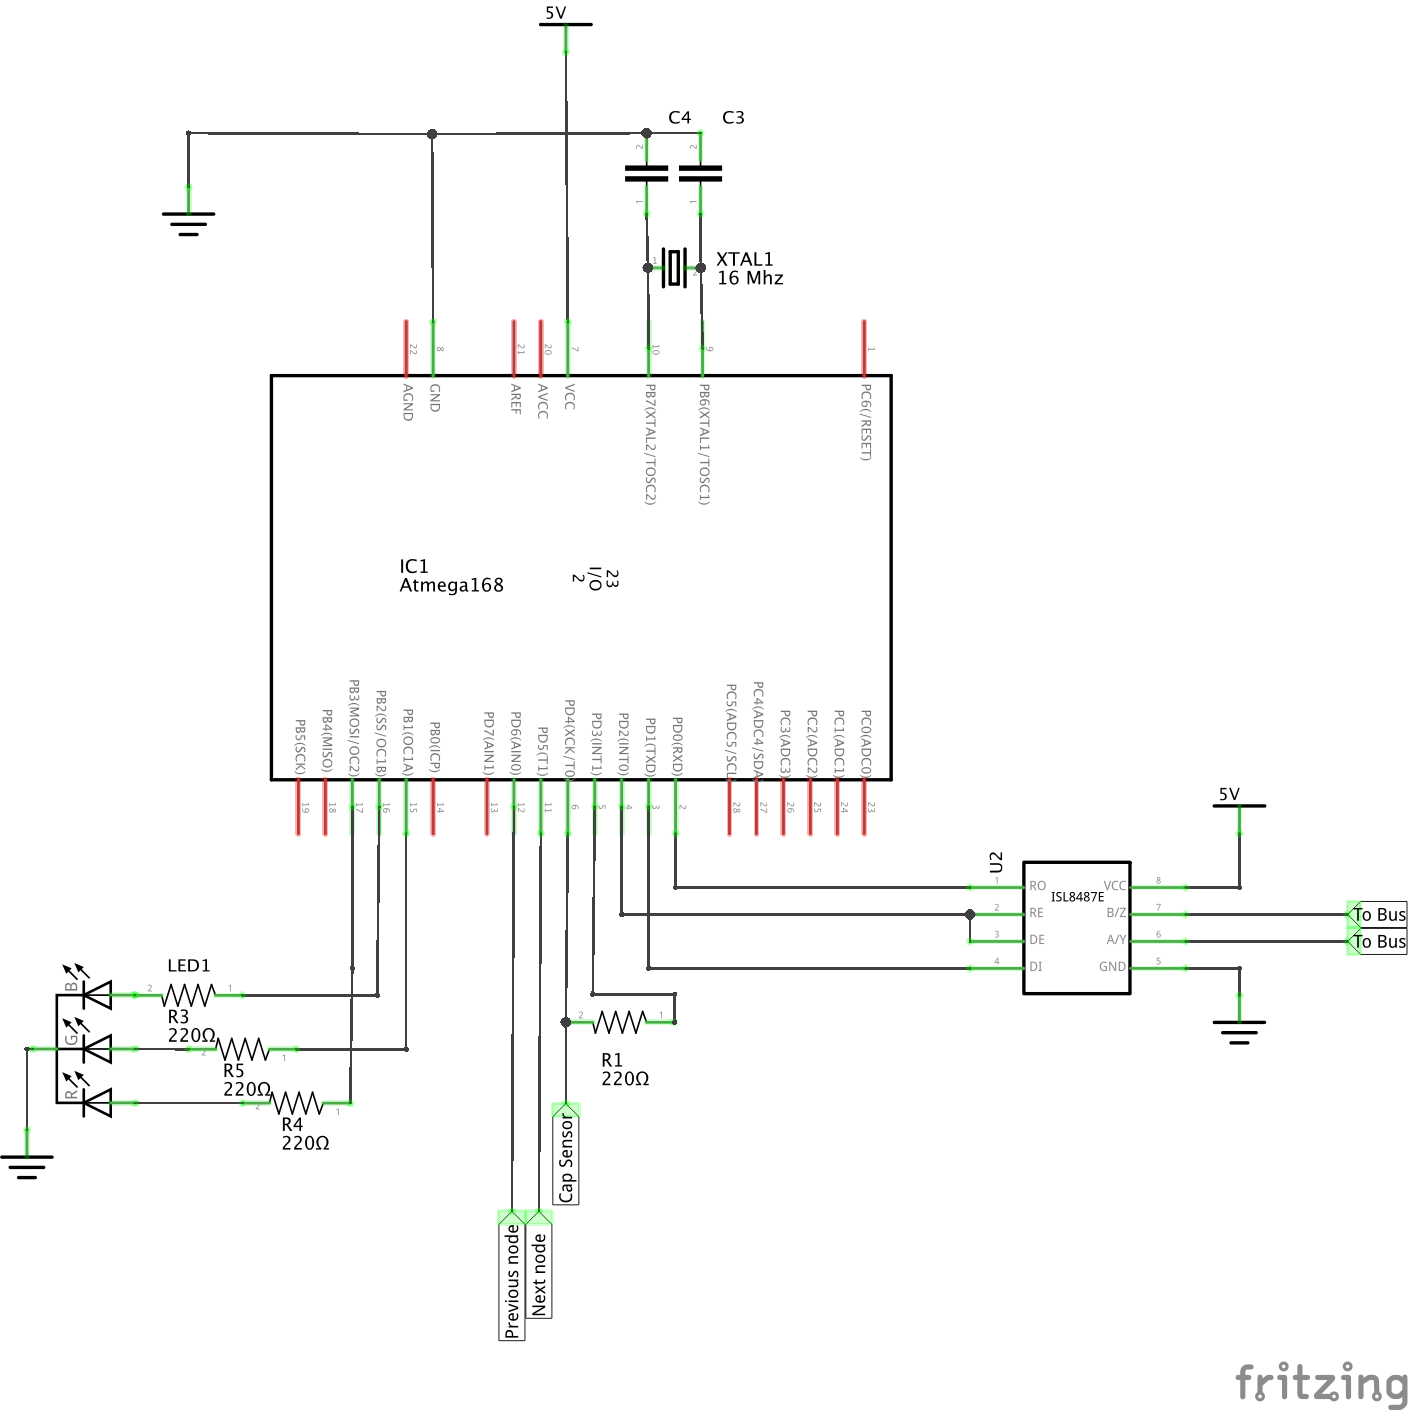 5V
C4
C3
2
2
1
1
1
2
XTAL1
16 Mhz
22
8
21
20
7
10
9
1
AGND
GND
AREF
AVCC
VCC
PB7(XTAL2/TOSC2)
PB6(XTAL1/TOSC1)
PC6(/RESET)
IC1
Atmega168
23
I/O
2
PB5(SCK)
PB4(MISO)
PB3(MOSI/OC2)
PB2(SS/OC1B)
PB1(OC1A)
PB0(ICP)
PD7(AIN1)
PD6(AIN0)
PD5(T1)
PD4(XCK/T0)
PD3(INT1)
PD2(INT0)
PD1(TXD)
PD0(RXD)
PC5(ADC5/SCL)
PC4(ADC4/SDA)
PC3(ADC3)
PC2(ADC2)
PC1(ADC1)
PC0(ADC0)
19
18
17
16
15
14
13
12
11
6
5
4
3
2
28
27
26
25
24
23
5V
U2
ISL8487E
1
RO
VCC
8
2
RE
B/Z
7
To Bus
3
DE
A/Y
6
To Bus
4
DI
GND
5
LED1
B
2
1
R3
220Ω
G
2
1
R5
220Ω
R
2
1
R4
220Ω
2
1
R1
220Ω
Cap Sensor
Previous node
Next node
fritzing